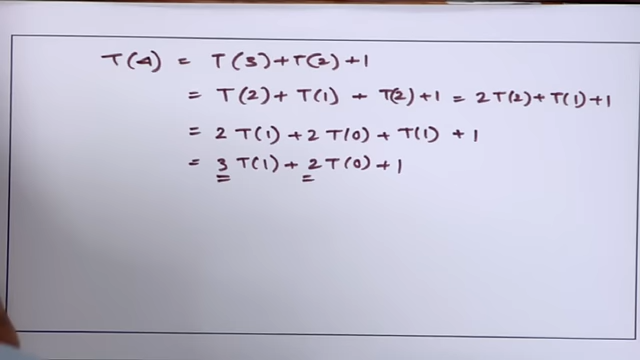 T(4) = T(3)+T(2)+1
= T(2)+T(1) + T(2)+1 = 2T(2)+T(1)+1
= 2T(1)+2T(0)+T(1)+1
= 3T(1)+2T(0)+1